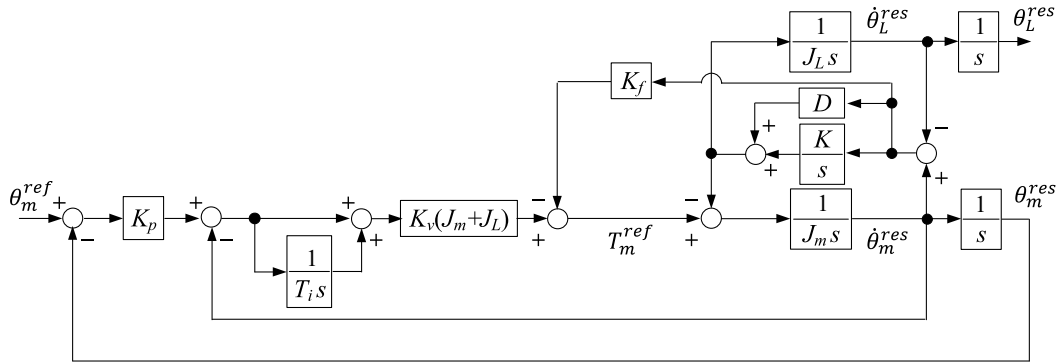 1
J_L s
θ̇_L^{res}
1
s
θ_L^{res}
K_f
D
+
+
K
s
−
+
θ_m^{ref}
+
−
K_p
+
−
+
+
K_v(J_m+J_L)
−
+
T_m^{ref}
−
+
1
J_m s
θ̇_m^{res}
1
s
θ_m^{res}
1
T_i s